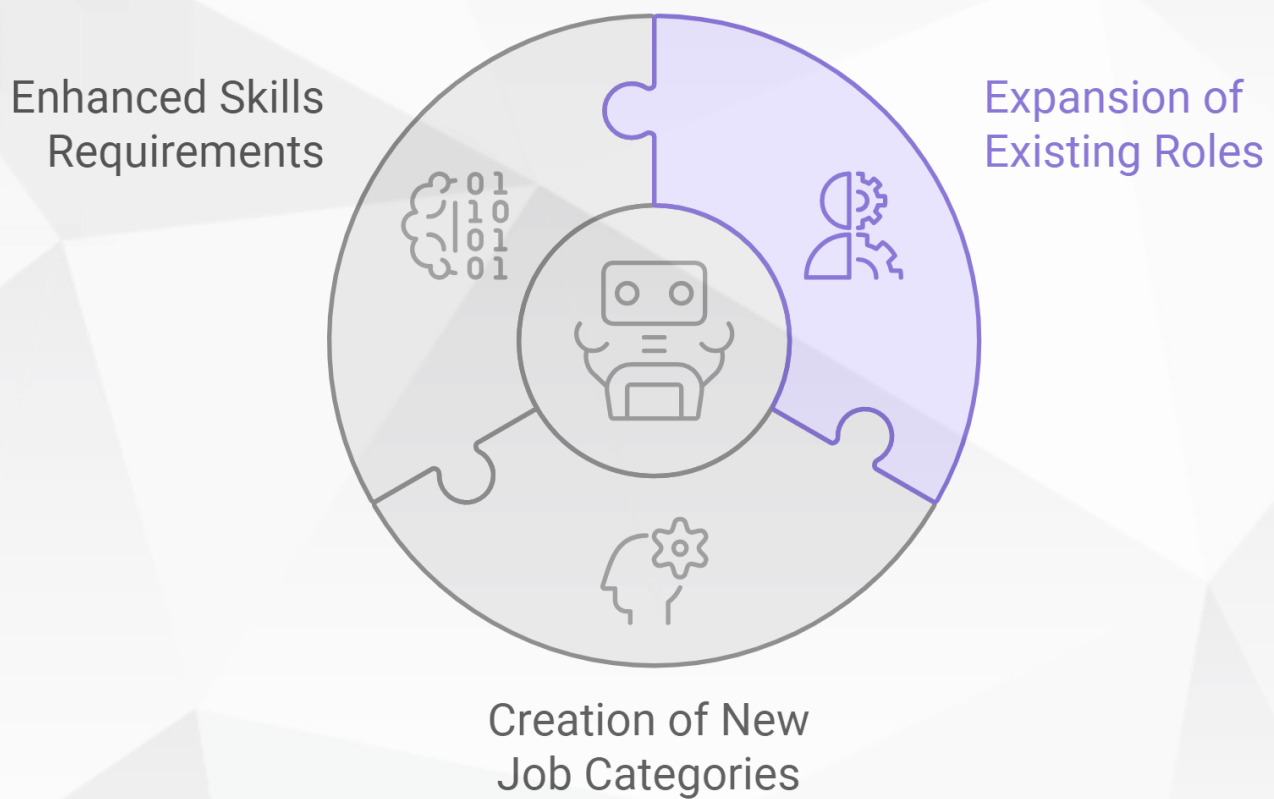 Enhanced Skills
Requirements
Expansion of
Existing Roles
01
10
01
01
Creation of New
Job Categories